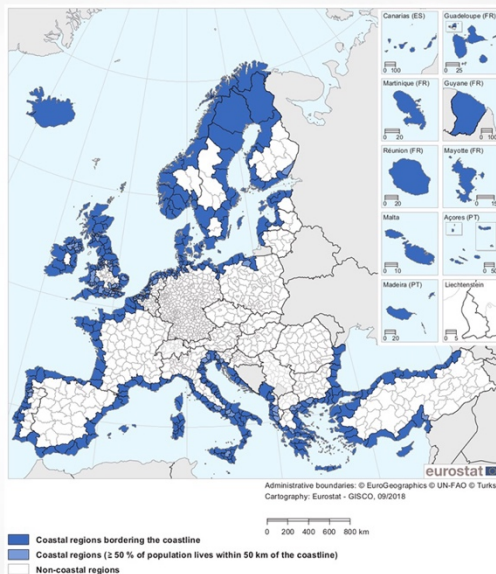 Canarias (ES)
0 100
Guadeloupe (FR)
0 25
Martinique (FR)
0 20
Guyane (FR)
0 100
Réunion (FR)
0 20
Mayotte (FR)
0 15
Malta
0 10
Açores (PT)
0 50
Madeira (PT)
0 20
Liechtenstein
0 5
eurostat
Administrative boundaries: © EuroGeographics © UN-FAO © Turks
Cartography: Eurostat - GISCO, 09/2018
0 200 400 600 800 km
Coastal regions bordering the coastline
Coastal regions (≥ 50 % of population lives within 50 km of the coastline)
Non-coastal regions